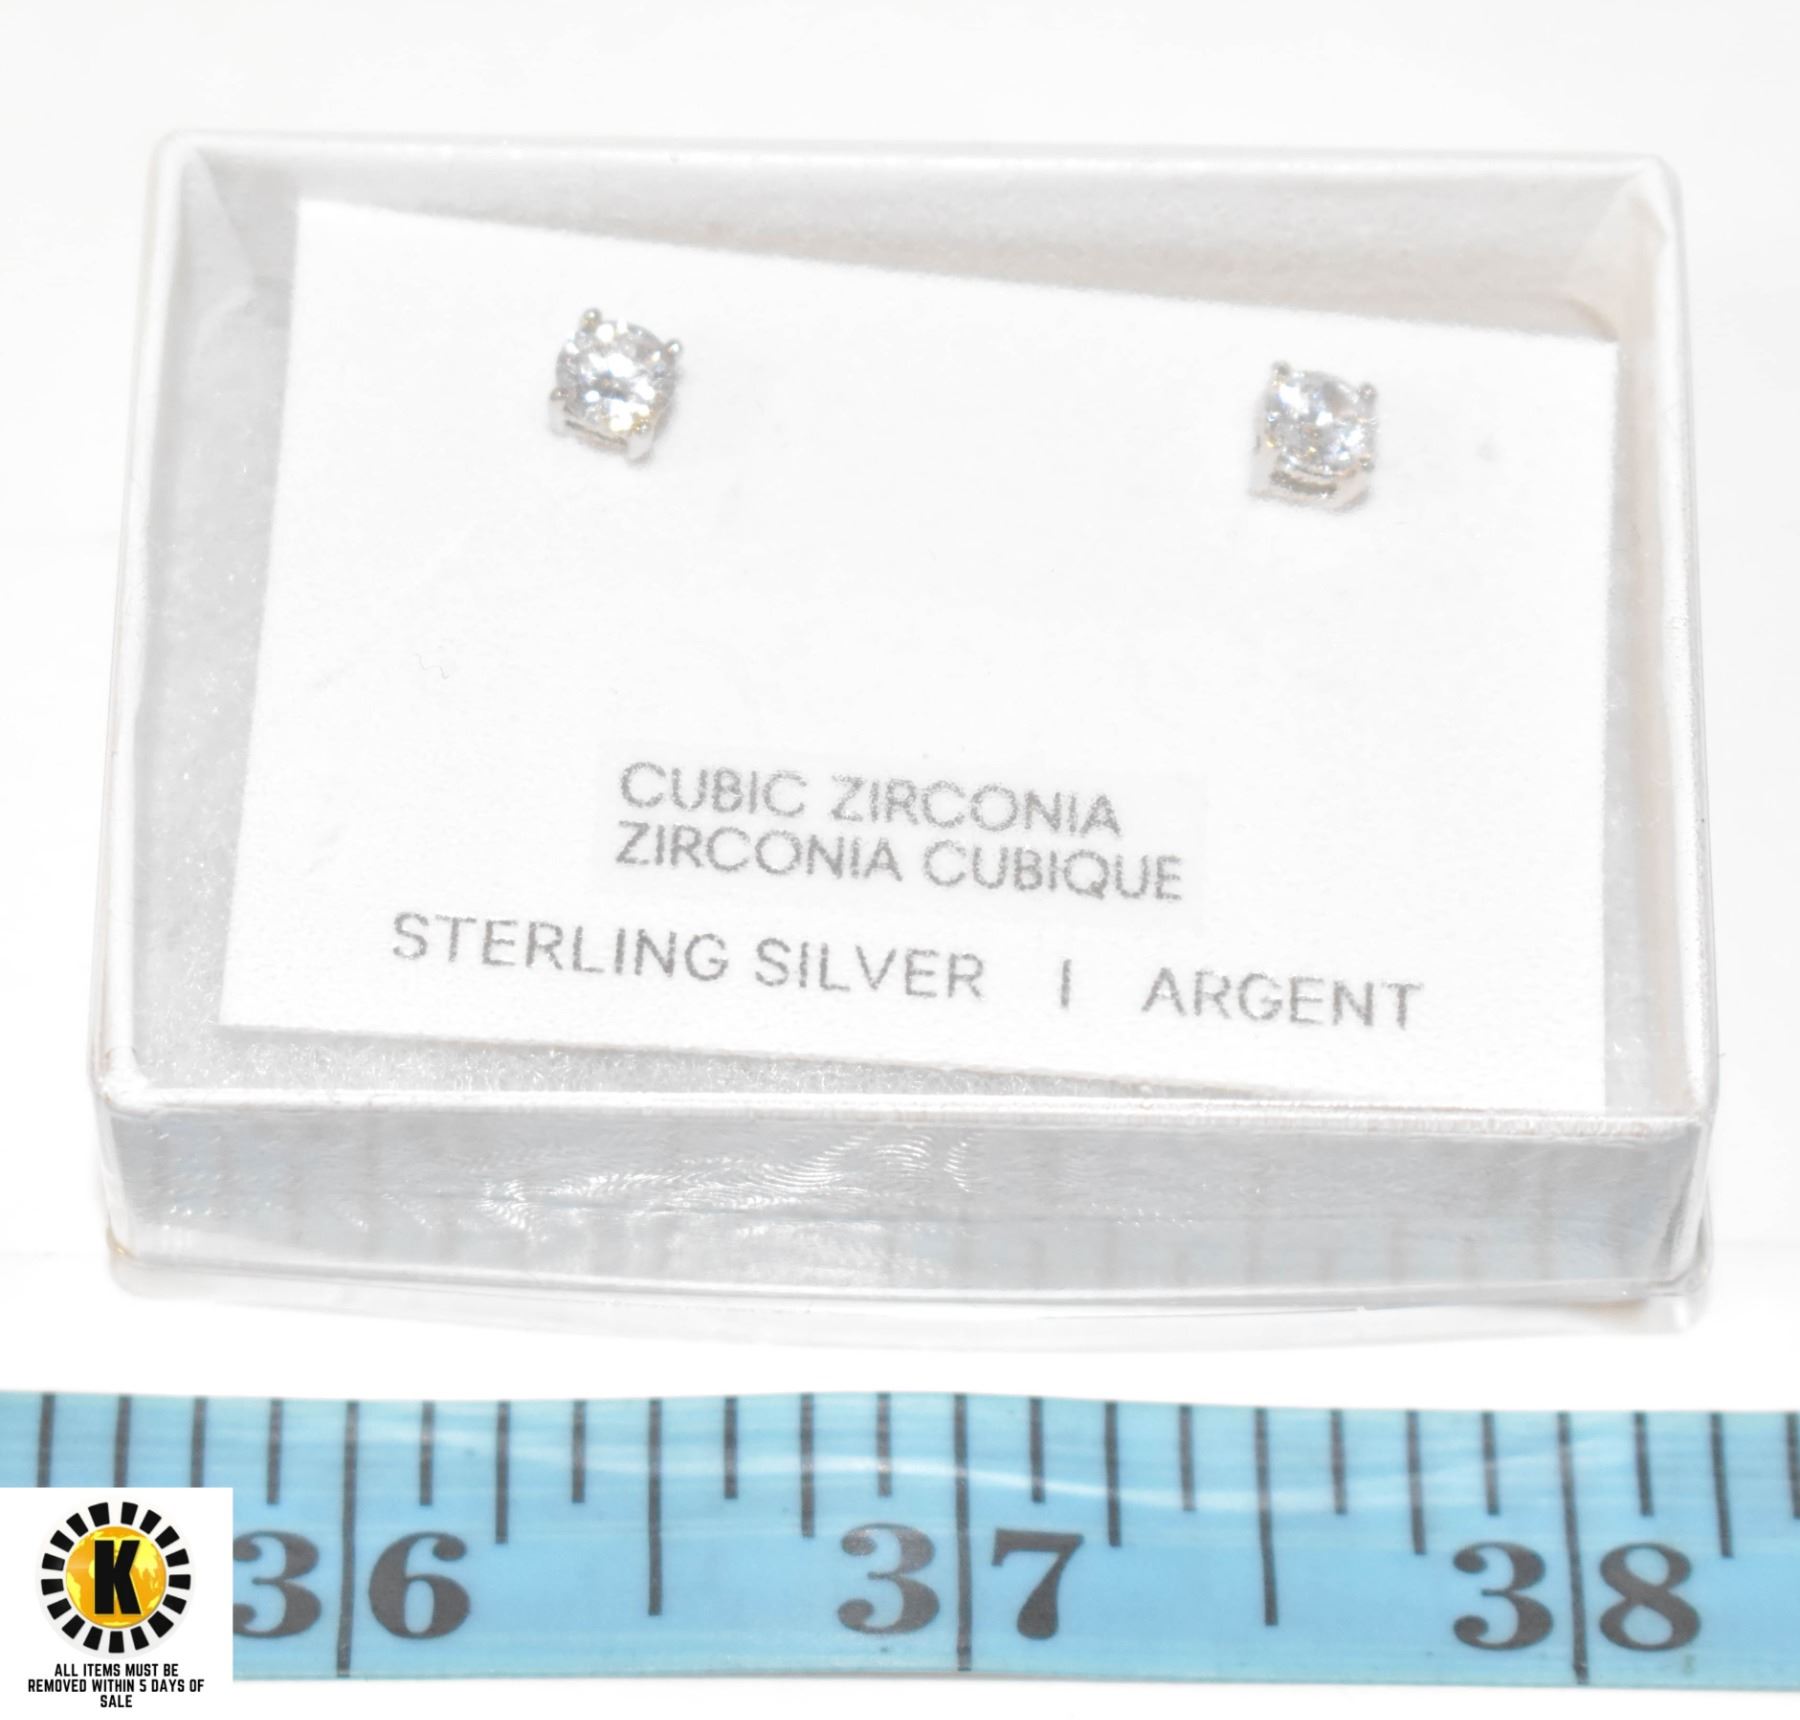 CUBIC ZIRCONIA
ZIRCONIA CUBIQUE
STERLING SILVER | ARGENT
36 37 38
K
ALL ITEMS MUST BE
REMOVED WITHIN 5 DAYS OF
SALE